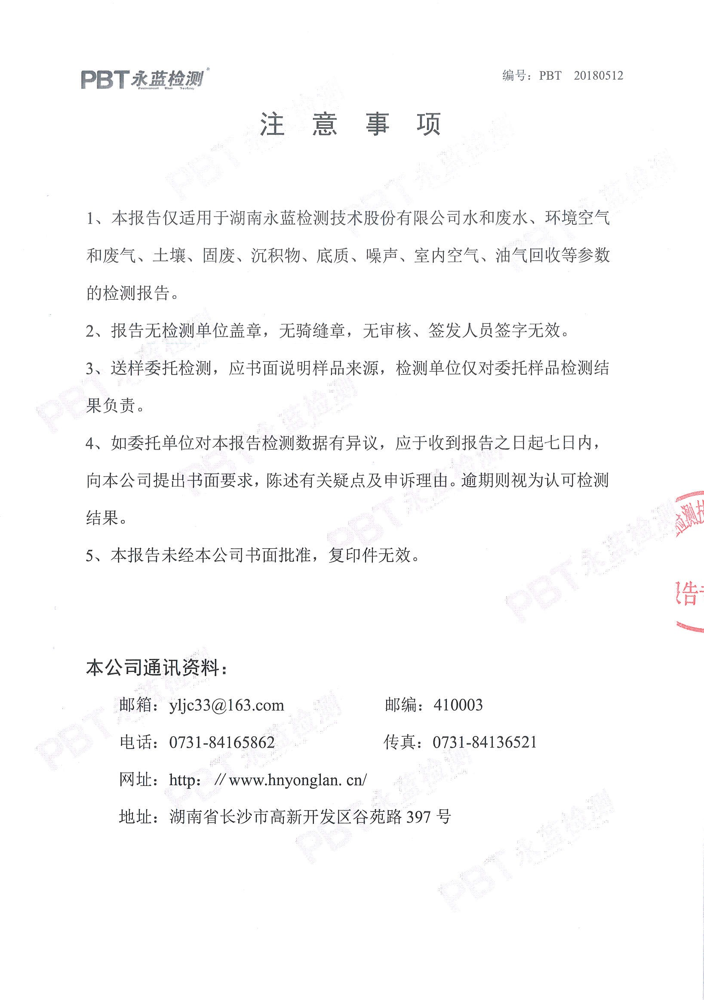 PBT永蓝检测®
Permanent Blue Testing
编号：PBT 20180512
注意事项
1、本报告仅适用于湖南永蓝检测技术股份有限公司水和废水、环境空气
和废气、土壤、固废、沉积物、底质、噪声、室内空气、油气回收等参数
的检测报告。
2、报告无检测单位盖章，无骑缝章，无审核、签发人员签字无效。
3、送样委托检测，应书面说明样品来源，检测单位仅对委托样品检测结
果负责。
4、如委托单位对本报告检测数据有异议，应于收到报告之日起七日内，
向本公司提出书面要求，陈述有关疑点及申诉理由。逾期则视为认可检测
结果。
5、本报告未经本公司书面批准，复印件无效。
检测技
报告专
本公司通讯资料：
邮箱：yljc33@163.com 邮编：410003
电话：0731-84165862 传真：0731-84136521
网址：http：//www.hnyonglan. cn/
地址：湖南省长沙市高新开发区谷苑路 397 号